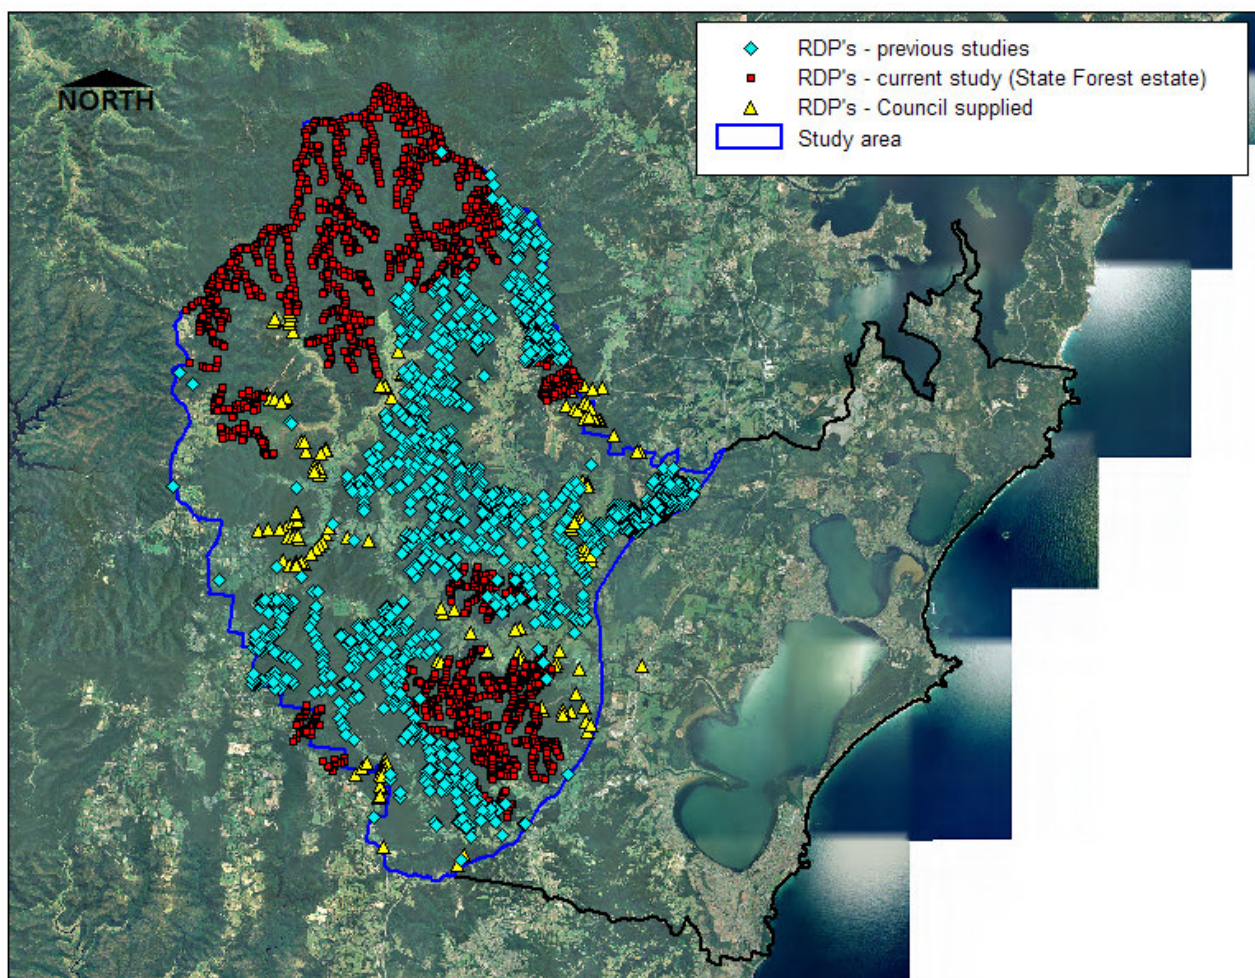 RDP's - previous studies
RDP's - current study (State Forest estate)
NORTH
RDP's - Council supplied
Study area